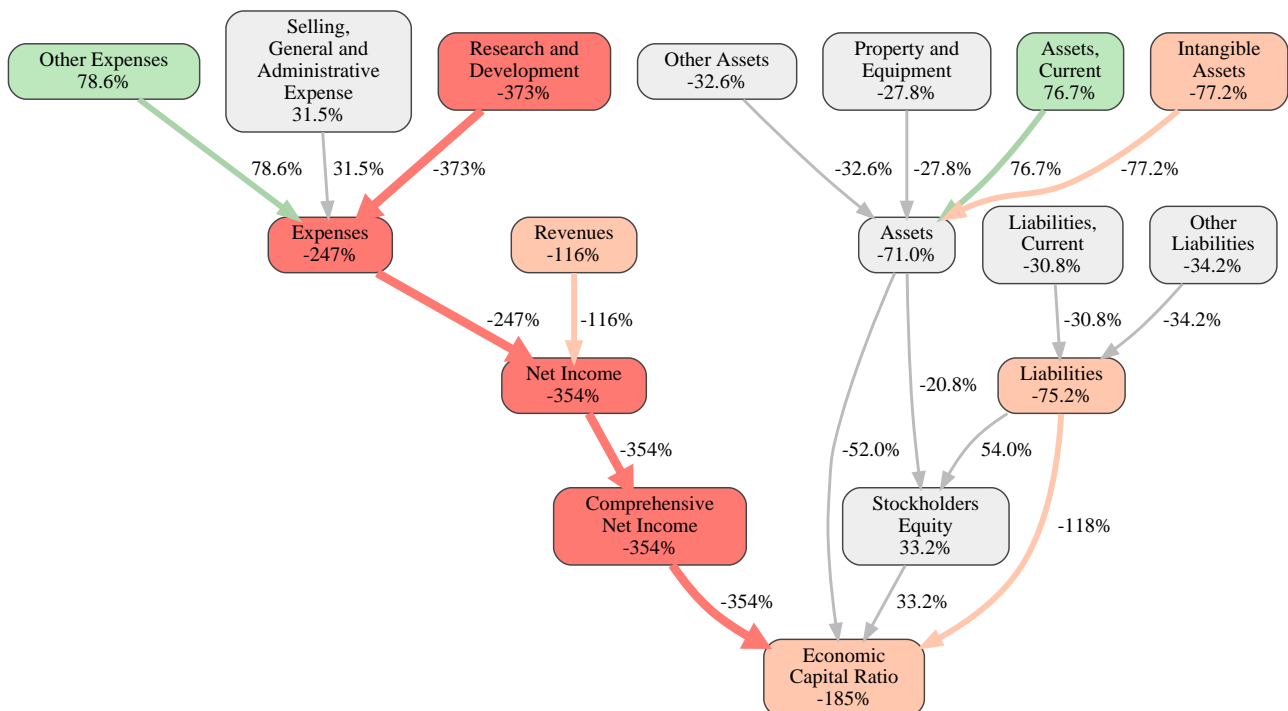 Other Expenses
78.6%
Selling,
General and
Administrative
Expense
31.5%
Research and
Development
-373%
Other Assets
-32.6%
Property and
Equipment
-27.8%
Assets,
Current
76.7%
Intangible
Assets
-77.2%
78.6%
31.5%
-373%
-32.6%
-27.8%
76.7%
-77.2%
Expenses
-247%
Revenues
-116%
Assets
-71.0%
Liabilities,
Current
-30.8%
Other
Liabilities
-34.2%
-247%
-116%
-30.8%
-34.2%
Net Income
-354%
-20.8%
Liabilities
-75.2%
-354%
-52.0%
54.0%
Comprehensive
Net Income
-354%
Stockholders
Equity
33.2%
-118%
-354%
33.2%
Economic
Capital Ratio
-185%